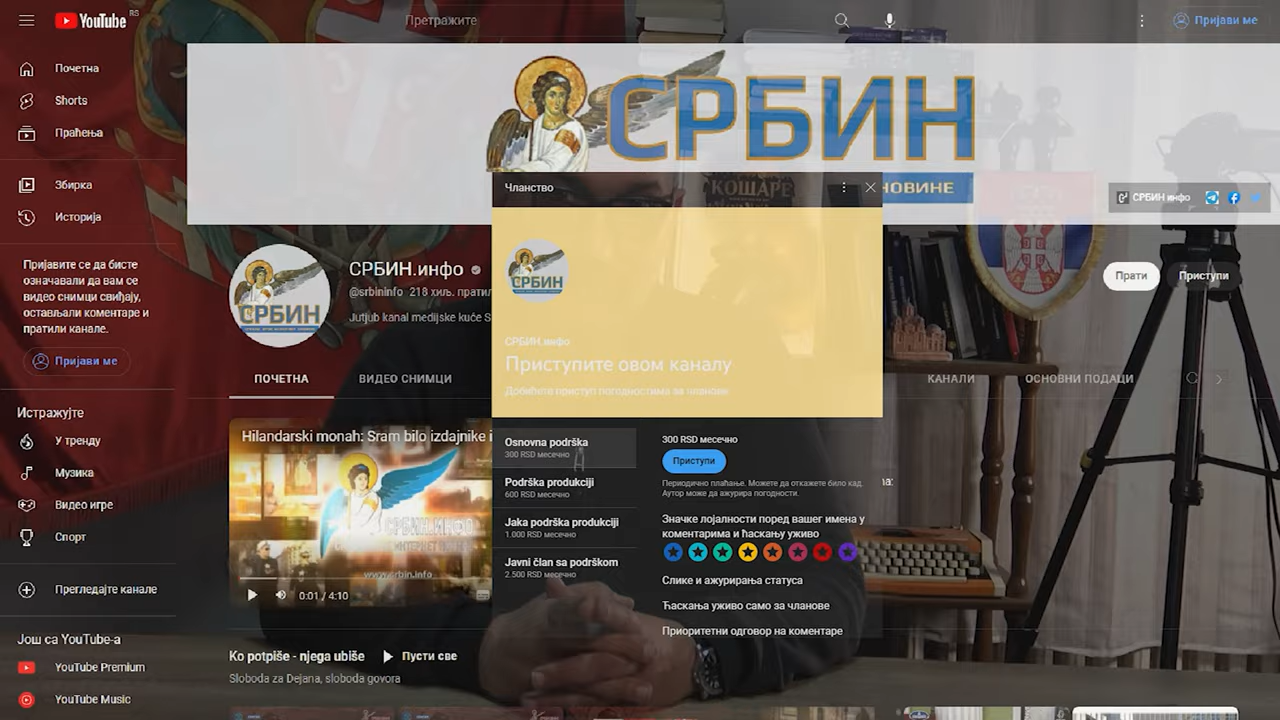 YouTube RS
Претражите
Пријави ме
Почетна
Shorts
Праћења
Збирка
Историја
Пријавите се да бисте
означавали да вам се
видео снимци свиђају,
остављали коментаре и
пратили канале.
Пријави ме
Истражујте
У тренду
Музика
Видео игре
Спорт
Прегледајте канале
Још са YouTube-а
YouTube Premium
YouTube Music
СРБИН
НОВИНЕ
КОШАРЕ
СРБИН инфо
СРБИН
СРБИН.инфо
@srbininfo 218 хиљ. пратил
Jutjub kanal medijske kuće S
Прати
Приступи
ПОЧЕТНА
ВИДЕО СНИМЦИ
КАНАЛИ
ОСНОВНИ ПОДАЦИ
Hilandarski monah: Sram bilo izdajnike i
СРБИН.ИНФО
www.srbin.info
0:01 / 4:10
Ko potpiše - njega ubiše
Пусти све
Sloboda za Dejana, sloboda govora
Чланство
СРБИН
СРБИН.инфо
Приступите овом каналу
Добијте приступ погодностима за чланове
Osnovna podrška
300 RSD месечно
Podrška produkciji
600 RSD месечно
Jaka podrška produkciji
1.000 RSD месечно
Javni član sa podrškom
2.500 RSD месечно
300 RSD месечно
Приступи
Периодично плаћање. Можете да откажете било кад.
Аутор може да ажурира погодности.
Значке лојалности поред вашег имена у
коментарима и ћаскању уживо
Слике и ажурирања статуса
Ћаскања уживо само за чланове
Приоритетни одговор на коментаре